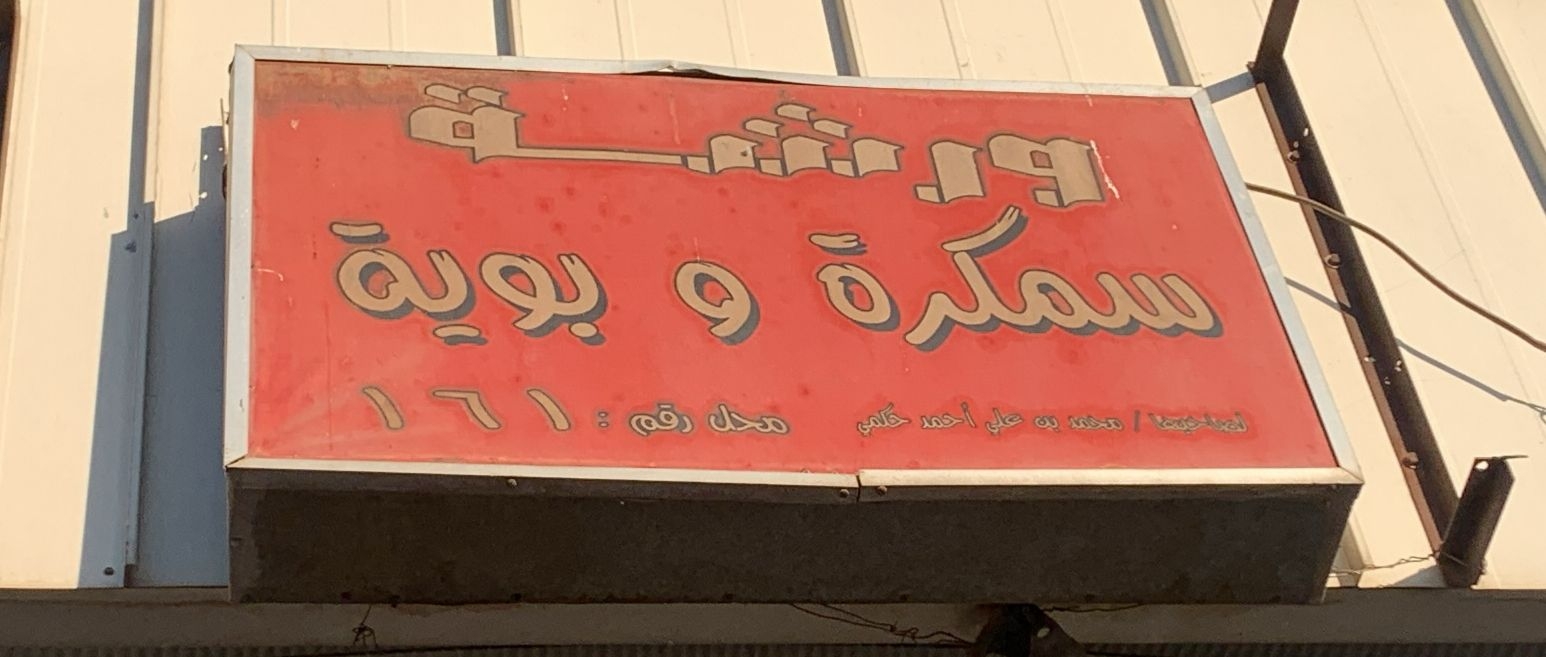 ورشة
سمكرة و بوية
لصاحبها / محمد بن علي أحمد حكمي محل رقم : ١٦١